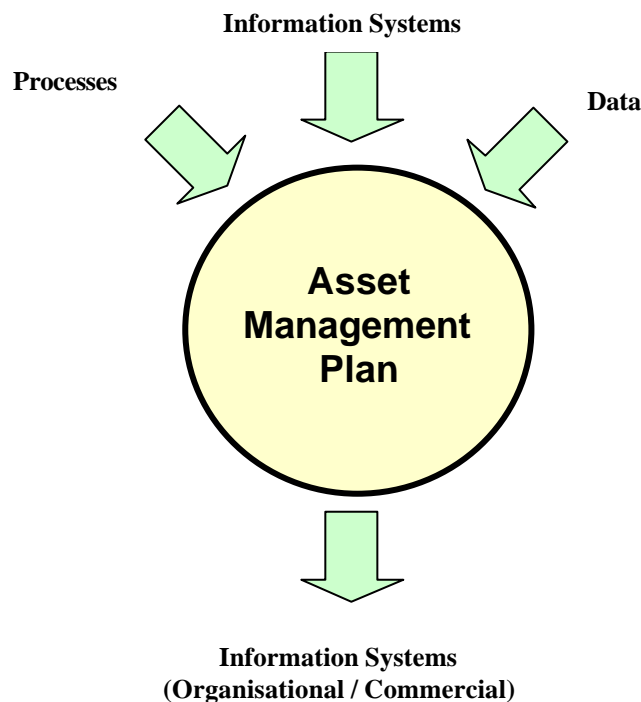 Information Systems
Processes
Data
Asset
Management
Plan
Information Systems
(Organisational / Commercial)